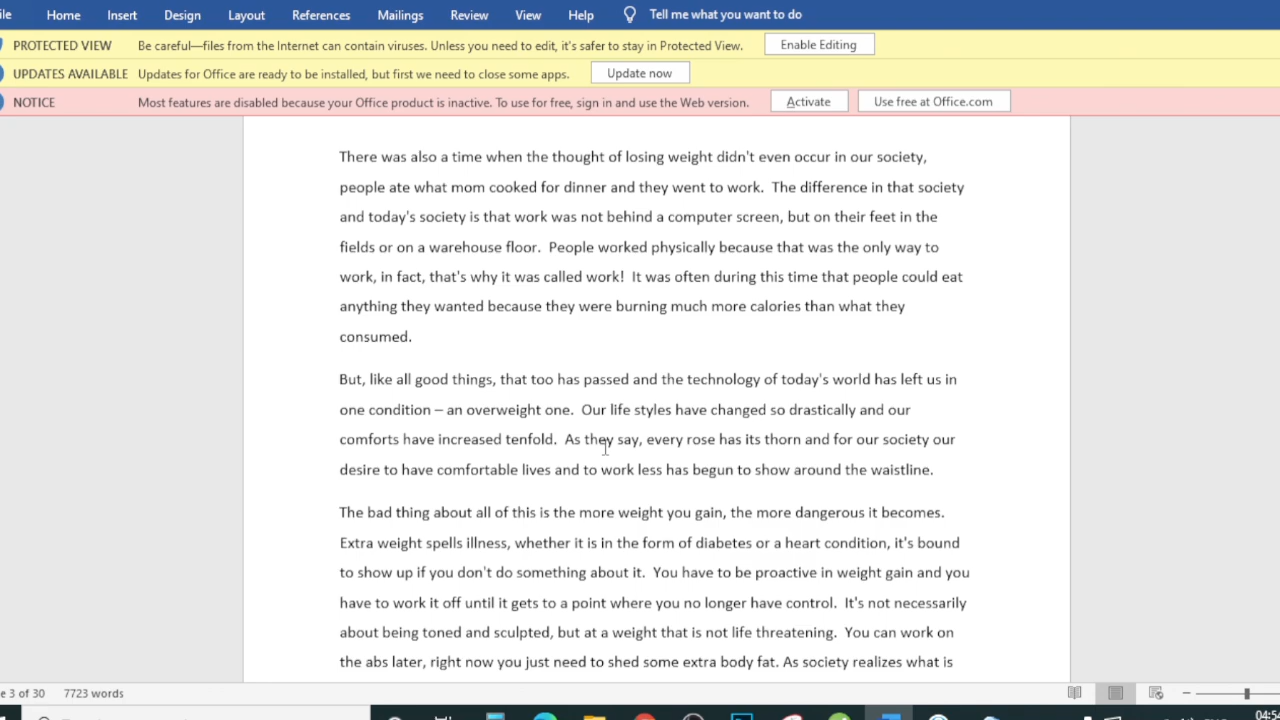 Home Insert Design Layout References Mailings Review View Help Tell me what you want to do
PROTECTED VIEW Be careful—files from the Internet can contain viruses. Unless you need to edit, it's safer to stay in Protected View. Enable Editing
UPDATES AVAILABLE Updates for Office are ready to be installed, but first we need to close some apps. Update now
NOTICE Most features are disabled because your Office product is inactive. To use for free, sign in and use the Web version. Activate Use free at Office.com
There was also a time when the thought of losing weight didn't even occur in our society,
people ate what mom cooked for dinner and they went to work. The difference in that society
and today's society is that work was not behind a computer screen, but on their feet in the
fields or on a warehouse floor. People worked physically because that was the only way to
work, in fact, that's why it was called work! It was often during this time that people could eat
anything they wanted because they were burning much more calories than what they
consumed.
But, like all good things, that too has passed and the technology of today's world has left us in
one condition – an overweight one. Our life styles have changed so drastically and our
comforts have increased tenfold. As they say, every rose has its thorn and for our society our
desire to have comfortable lives and to work less has begun to show around the waistline.
The bad thing about all of this is the more weight you gain, the more dangerous it becomes.
Extra weight spells illness, whether it is in the form of diabetes or a heart condition, it's bound
to show up if you don't do something about it. You have to be proactive in weight gain and you
have to work it off until it gets to a point where you no longer have control. It's not necessarily
about being toned and sculpted, but at a weight that is not life threatening. You can work on
the abs later, right now you just need to shed some extra body fat. As society realizes what is
3 of 30 7723 words